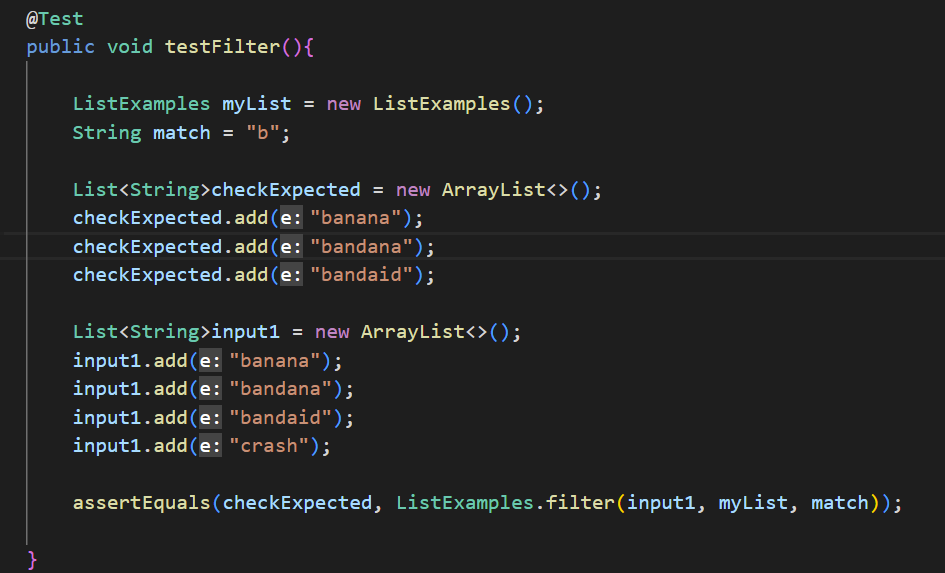 @Test
public void testFilter(){
ListExamples myList = new ListExamples();
String match = "b";
List<String>checkExpected = new ArrayList<>();
checkExpected.add(e: "banana");
checkExpected.add(e: "bandana");
checkExpected.add(e: "bandaid");
List<String>input1 = new ArrayList<>();
input1.add(e: "banana");
input1.add(e: "bandana");
input1.add(e: "bandaid");
input1.add(e: "crash");
assertEquals(checkExpected, ListExamples.filter(input1, myList, match));
}